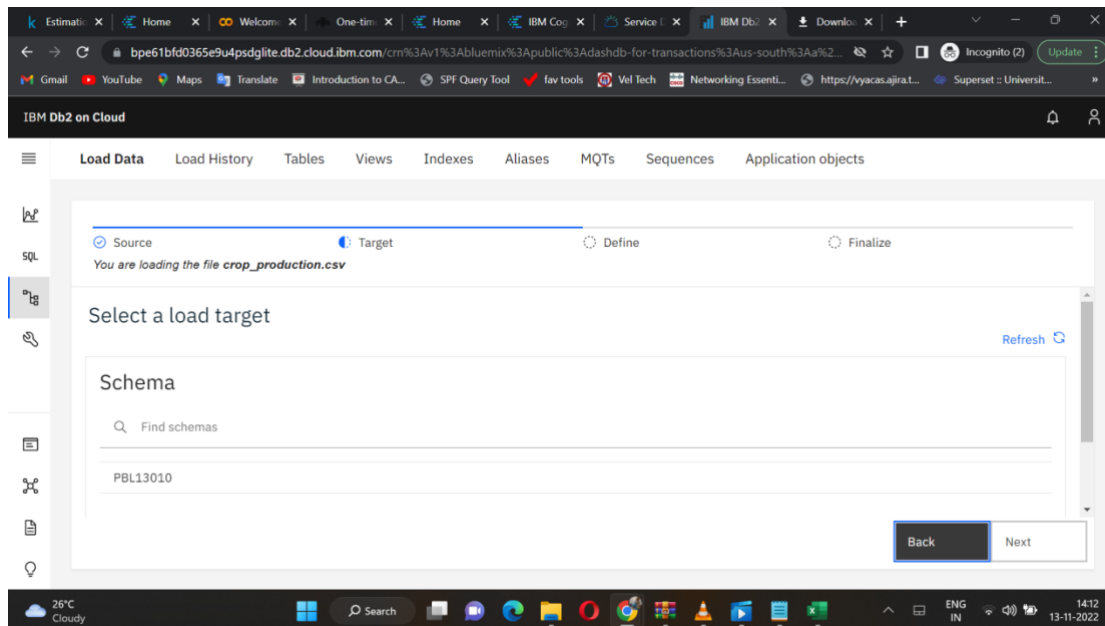 Estimatic Home Welcom One-tim Home IBM Cog Service D IBM Db2 Downloa
bpe61bfd0365e9u4psdglite.db2.cloud.ibm.com/crn%3Av1%3Abluemix%3Apublic%3Adashdb-for-transactions%3Aus-south%3Aa%2... Incognito (2) Update
Gmail YouTube Maps Translate Introduction to CA... SPF Query Tool fav tools Vel Tech Networking Essenti... https://vyacas.ajira.t... Superset :: Universit... »
IBM Db2 on Cloud
Load Data Load History Tables Views Indexes Aliases MQTs Sequences Application objects
Source Target Define Finalize
You are loading the file crop_production.csv
SQL
Select a load target
Refresh
Schema
Find schemas
PBL13010
Back Next
26°C
Cloudy
Search
ENG
IN
14:12
13-11-2022